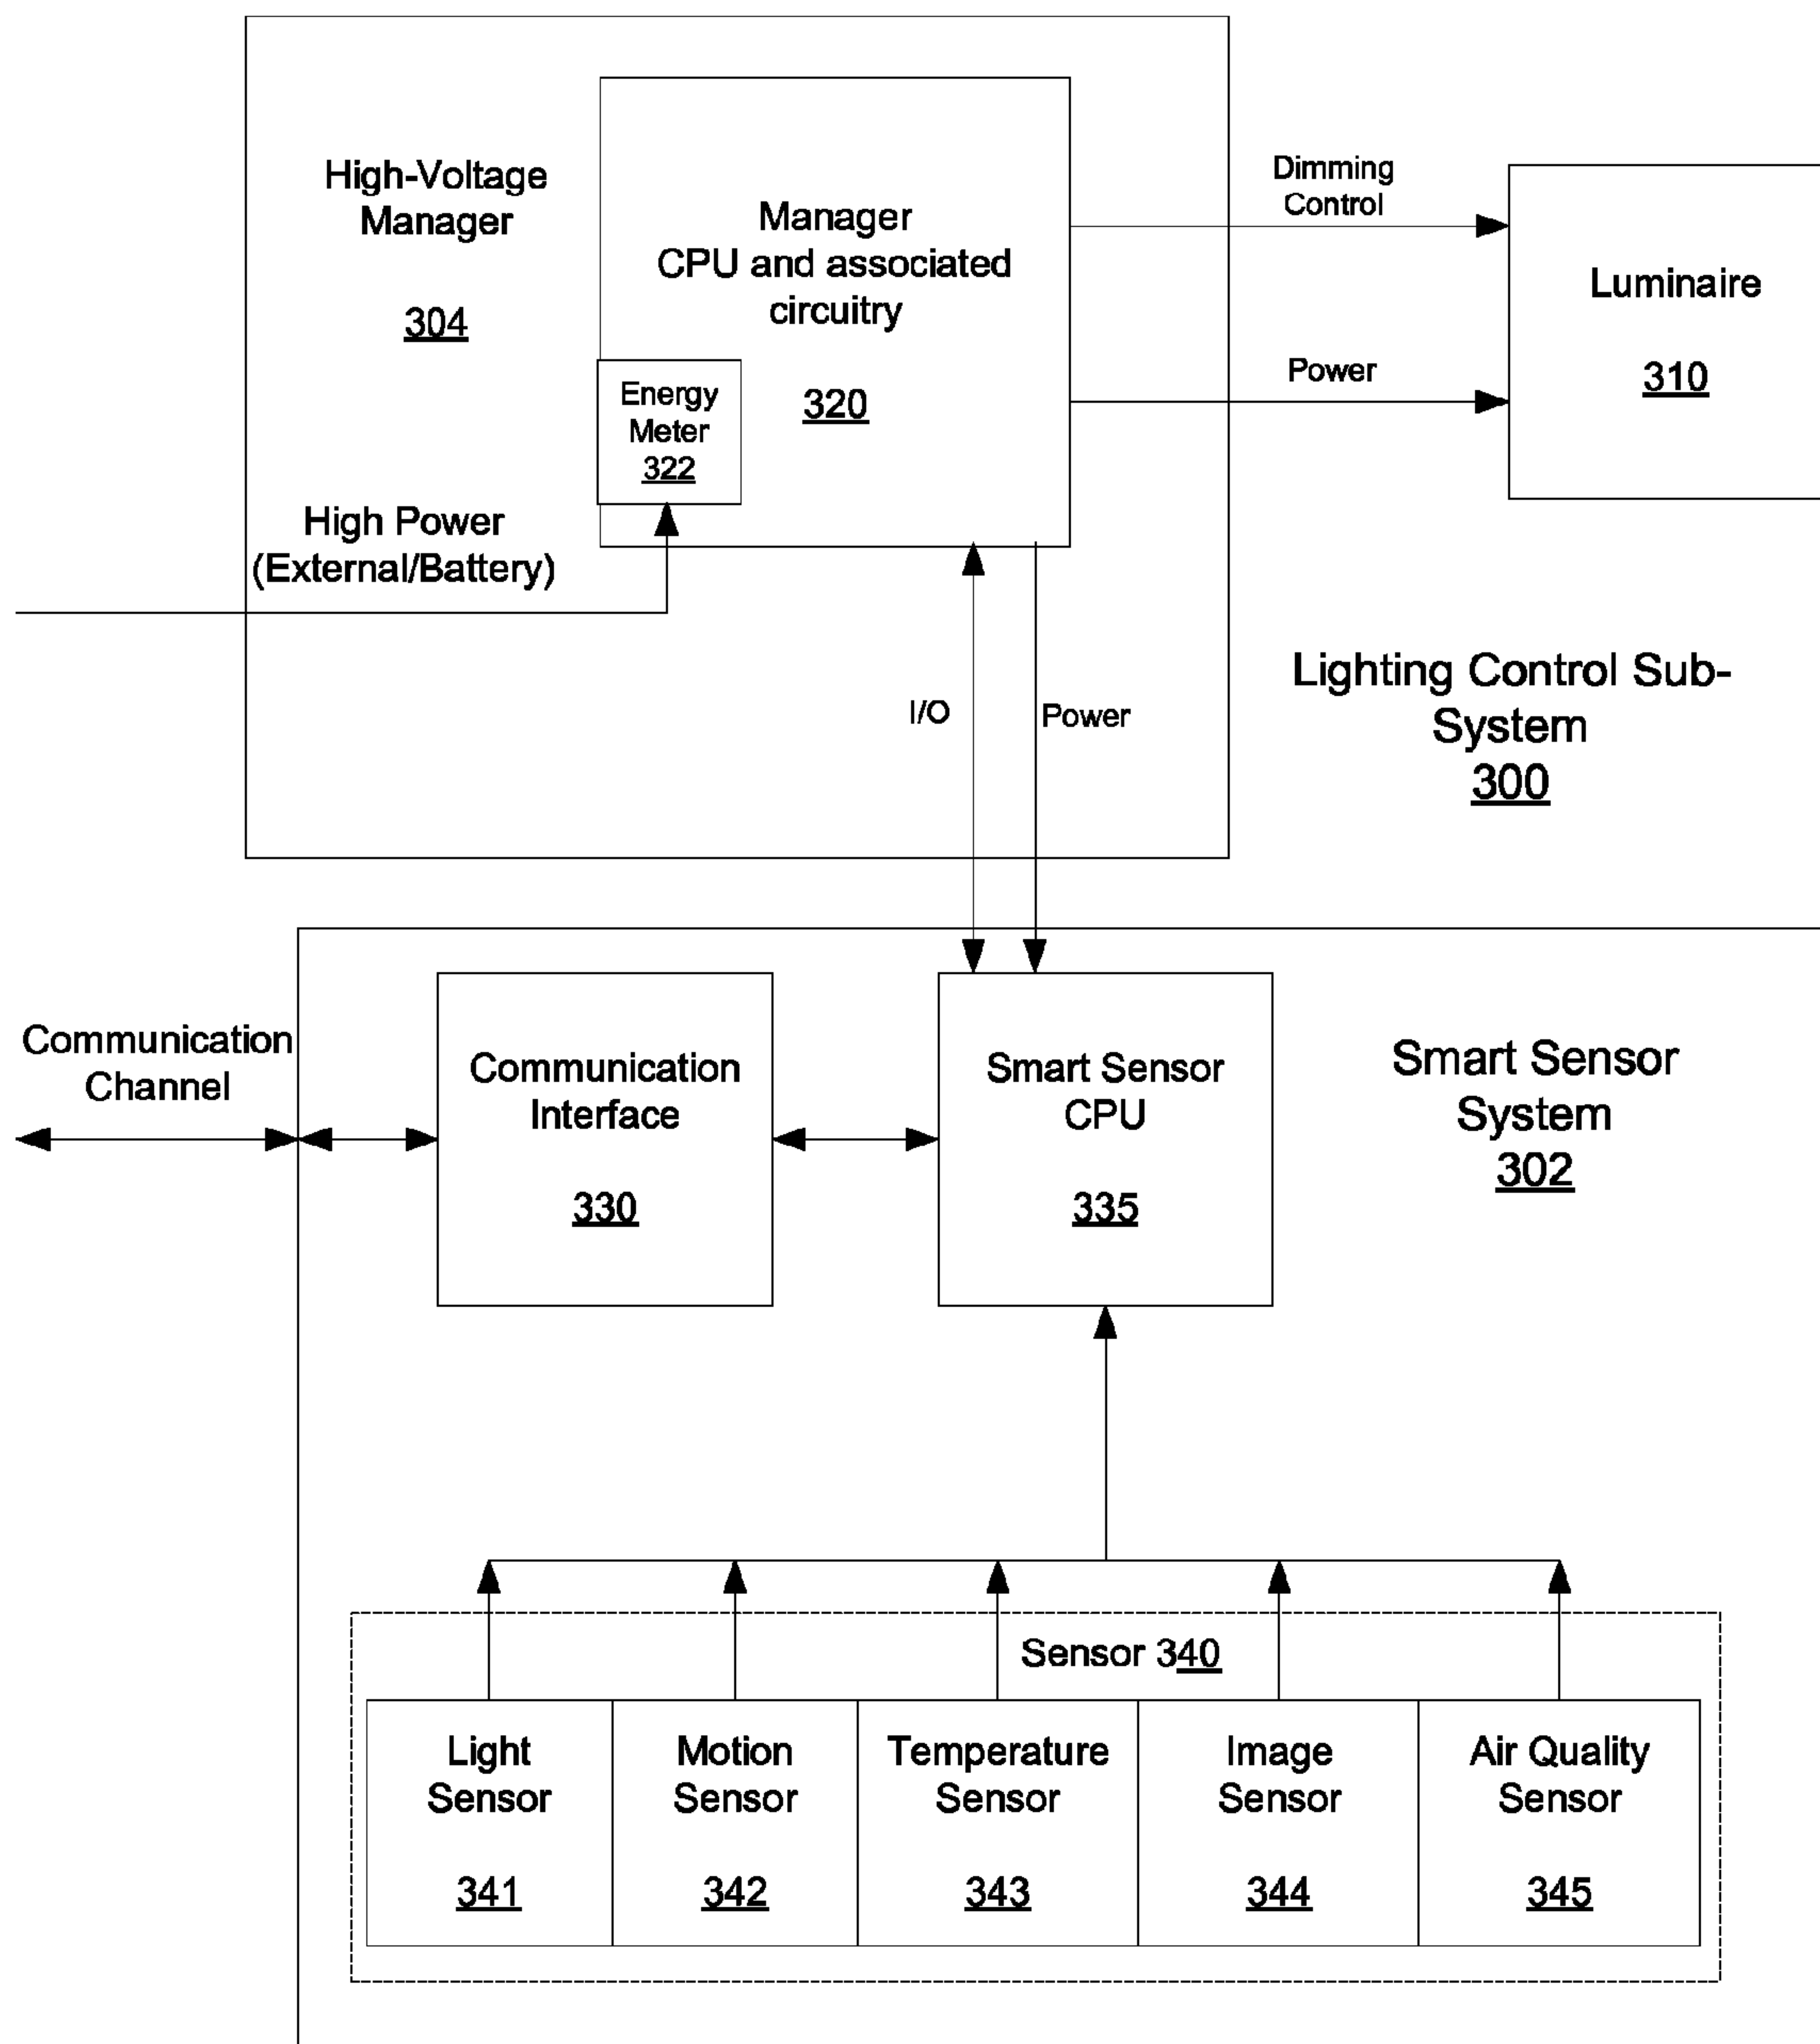 High-Voltage
Manager
304
Manager
CPU and associated
circuitry
320
Energy
Meter
322
High Power
(External/Battery)
Dimming
Control
Power
Luminaire
310
I/O
Power
Lighting Control Sub-
System
300
Communication
Channel
Communication
Interface
330
Smart Sensor
CPU
335
Smart Sensor
System
302
Sensor 340
Light
Sensor
341
Motion
Sensor
342
Temperature
Sensor
343
Image
Sensor
344
Air Quality
Sensor
345